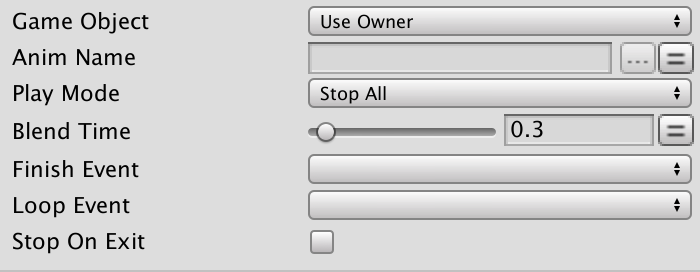 Game Object Use Owner
Anim Name ... =
Play Mode Stop All
Blend Time 0.3 =
Finish Event
Loop Event
Stop On Exit